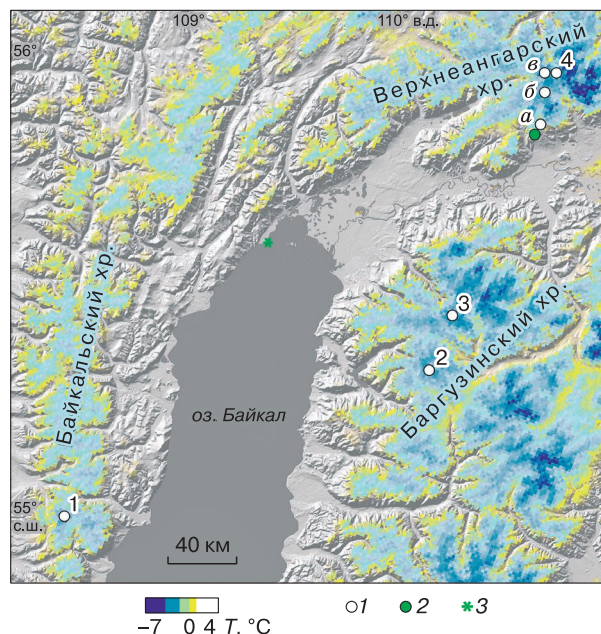 109°
110° в.д.
56°
Верхнеангарский
хр.
в
4
б
а
Байкальский хр.
3
2
Баргузинский хр.
оз. Байкал
1
55°
с.ш.
40 км
−7 0 4 T, °C
1 2 3